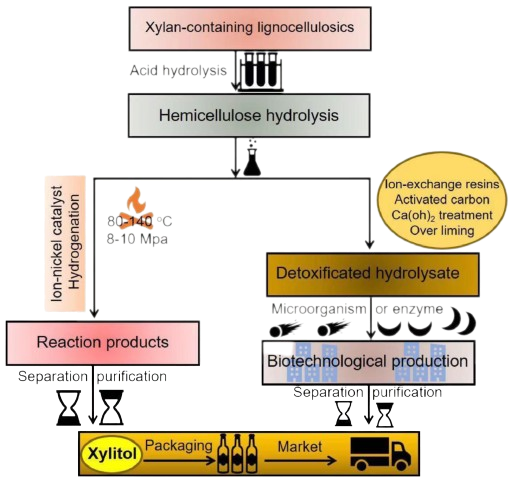 Xylan-containing lignocellulosics
Acid hydrolysis
Hemicellulose hydrolysis
Ion-nickel catalyst
Hydrogenation
80-140 °C
8-10 Mpa
Ion-exchange resins
Activated carbon
Ca(oh)₂ treatment
Over liming
Detoxificated hydrolysate
Microorganism or enzyme
Reaction products
Biotechnological production
Separation purification
Separation purification
Xylitol
Packaging
Market